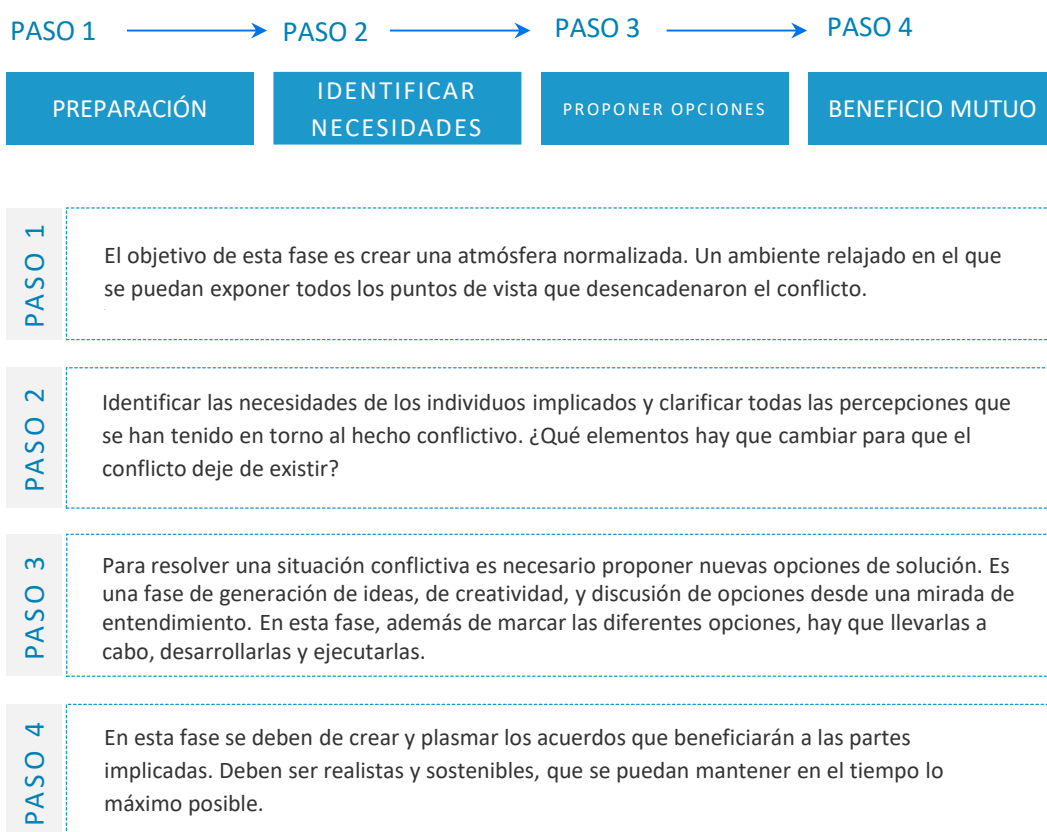 PASO 1
PASO 2
PASO 3
PASO 4
PREPARACIÓN
IDENTIFICAR
NECESIDADES
PROPONER OPCIONES
BENEFICIO MUTUO
PASO 1
El objetivo de esta fase es crear una atmósfera normalizada. Un ambiente relajado en el que
se puedan exponer todos los puntos de vista que desencadenaron el conflicto.
PASO 2
Identificar las necesidades de los individuos implicados y clarificar todas las percepciones que
se han tenido en torno al hecho conflictivo. ¿Qué elementos hay que cambiar para que el
conflicto deje de existir?
PASO 3
Para resolver una situación conflictiva es necesario proponer nuevas opciones de solución. Es
una fase de generación de ideas, de creatividad, y discusión de opciones desde una mirada de
entendimiento. En esta fase, además de marcar las diferentes opciones, hay que llevarlas a
cabo, desarrollarlas y ejecutarlas.
PASO 4
En esta fase se deben de crear y plasmar los acuerdos que beneficiarán a las partes
implicadas. Deben ser realistas y sostenibles, que se puedan mantener en el tiempo lo
máximo posible.